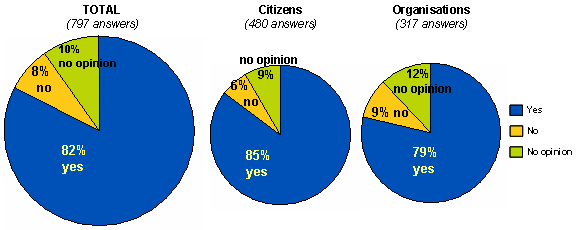 TOTAL
(797 answers)
10%
no opinion
8%
no
82%
yes
Citizens
(480 answers)
no opinion
9%
6%
no
85%
yes
Organisations
(317 answers)
12%
no opinion
9% no
79%
yes
Yes
No
No opinion